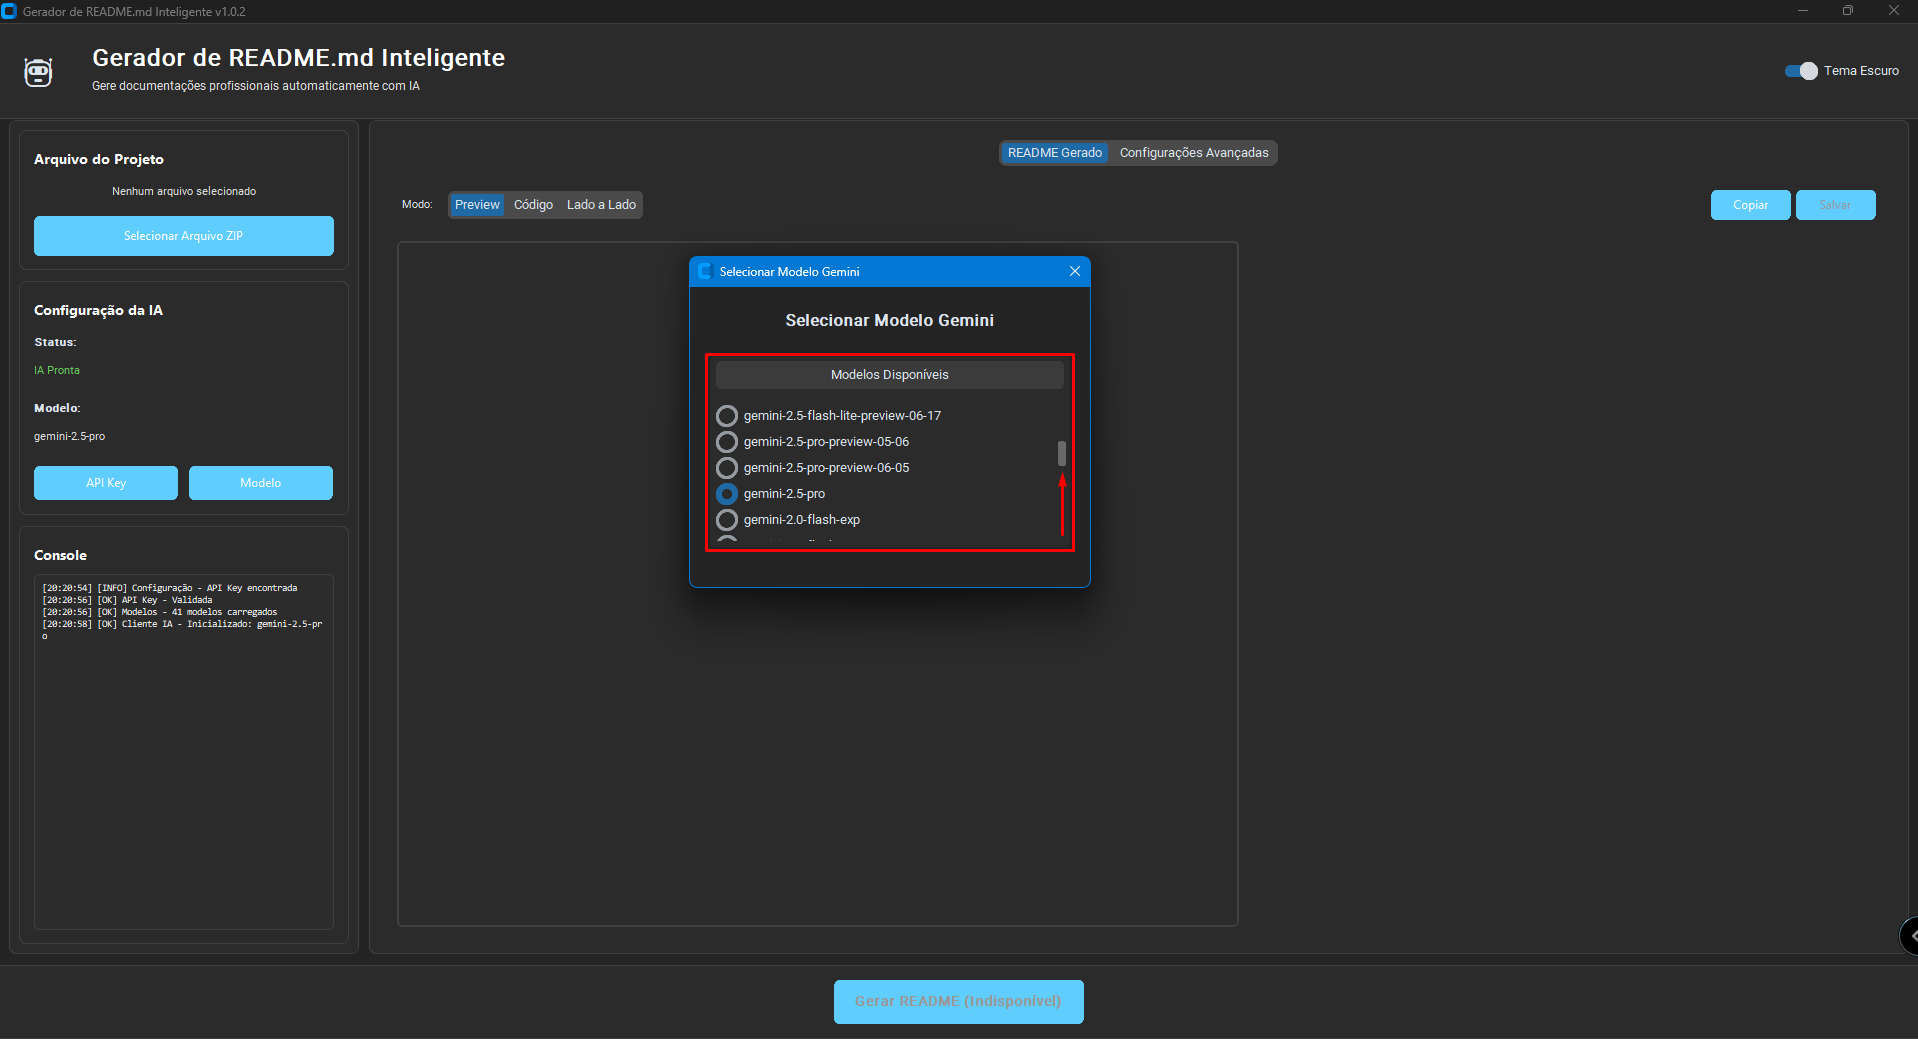 Gerador de README.md Inteligente v1.0.2
Gerador de README.md Inteligente
Gere documentações profissionais automaticamente com IA
Tema Escuro
Arquivo do Projeto
Nenhum arquivo selecionado
Selecionar Arquivo ZIP
Configuração da IA
Status:
IA Pronta
Modelo:
gemini-2.5-pro
API Key
Modelo
Console
[20:20:54] [INFO] Configuração - API Key encontrada
[20:20:56] [OK] API Key - Validada
[20:20:56] [OK] Modelos - 41 modelos carregados
[20:20:58] [OK] Cliente IA - Inicializado: gemini-2.5-pr
o
README Gerado
Configurações Avançadas
Modo:
Preview
Código
Lado a Lado
Copiar
Salvar
Selecionar Modelo Gemini
Selecionar Modelo Gemini
Modelos Disponíveis
gemini-2.5-flash-lite-preview-06-17
gemini-2.5-pro-preview-05-06
gemini-2.5-pro-preview-06-05
gemini-2.5-pro
gemini-2.0-flash-exp
Gerar README (Indisponível)